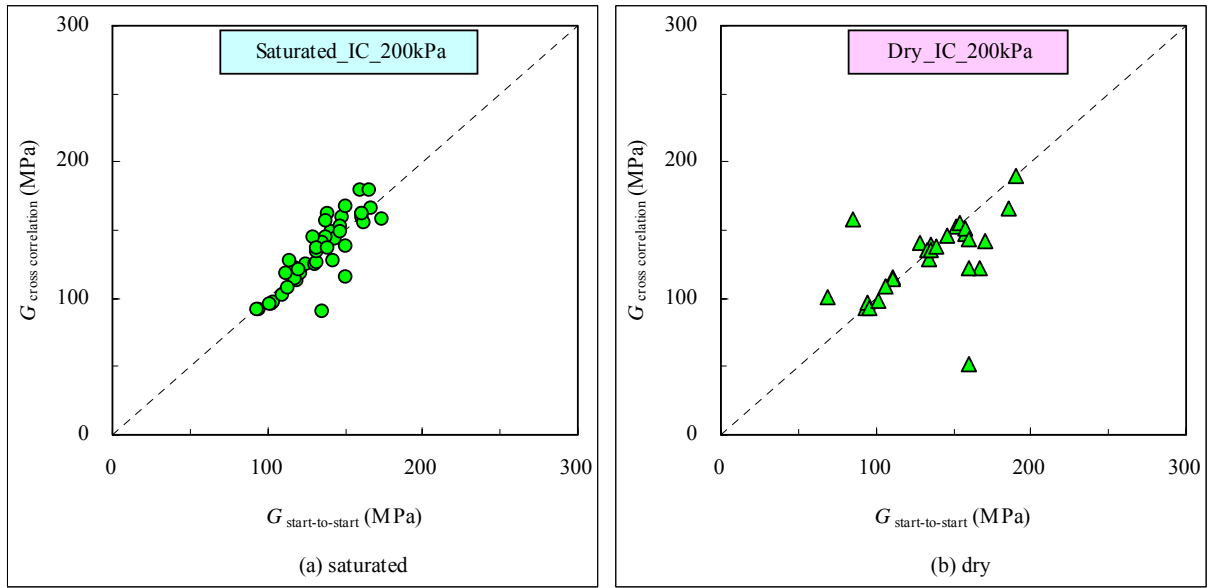 300
Saturated_IC_200kPa
200
G cross correlation (MPa)
100
0
0 100 200 300
G start-to-start (MPa)
(a) saturated
300
Dry_IC_200kPa
200
G cross correlation (MPa)
100
0
0 100 200 300
G start-to-start (MPa)
(b) dry